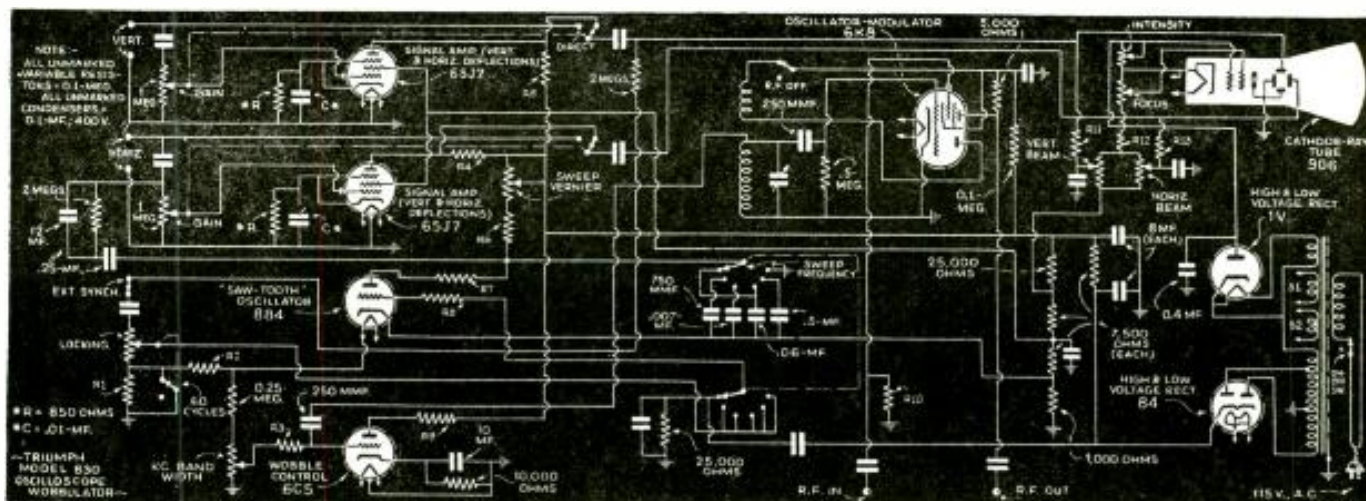 VERT.
NOTE:-
ALL UNMARKED
VARIABLE RESIS-
TORS=0.1-MEG.
ALL UNMARKED
CONDENSERS=
0.1-MF., 400V.
1 MEG.
GAIN
*R
C*
SIGNAL AMP. (VERT.
& HORIZ. DEFLECTIONS)
6SJ7
DIRECT
2 MEGS.
OSCILLATOR-MODULATOR
6K8
R.F. OFF
250 MMF.
5,000
OHMS
INTENSITY
FOCUS
CATHODE-RAY
TUBE
906
R11
R12
R13
VERT.
BEAM
HORIZ.
BEAM
HORIZ.
2 MEGS.
1 MEG.
GAIN
*R
C*
SIGNAL AMP.
(VERT. & HORIZ.
DEFLECTIONS)
6SJ7
R4
SWEEP
VERNIER
.5
MEG.
0.1-
MEG.
8 MF.
(EACH)
HIGH & LOW
VOLTAGE RECT.
1V
.25-MF.
EXT. SYNCH.
"SAW-TOOTH"
OSCILLATOR
884
R7
SWEEP
FREQUENCY
750
MMF.
.007
MF.
.5-MF.
.06-MF.
25,000
OHMS
0.4 MF.
S1
S2
LOCKING
R1
R2
60
CYCLES
0.25
MEG.
250 MMF.
7,500
OHMS
(EACH)
HIGH & LOW
VOLTAGE RECT.
84
*R = 850 OHMS
*C = .01-MF.
R3
R9
R10
10
MF.
10,000
OHMS
25,000
OHMS
1,000 OHMS
KC. BAND
WIDTH
WOBBLE
CONTROL
6C5
TRIUMPH
MODEL 830
OSCILLOSCOPE
WOBBULATOR
R.F. IN
R.F. OUT
115V. A.C.